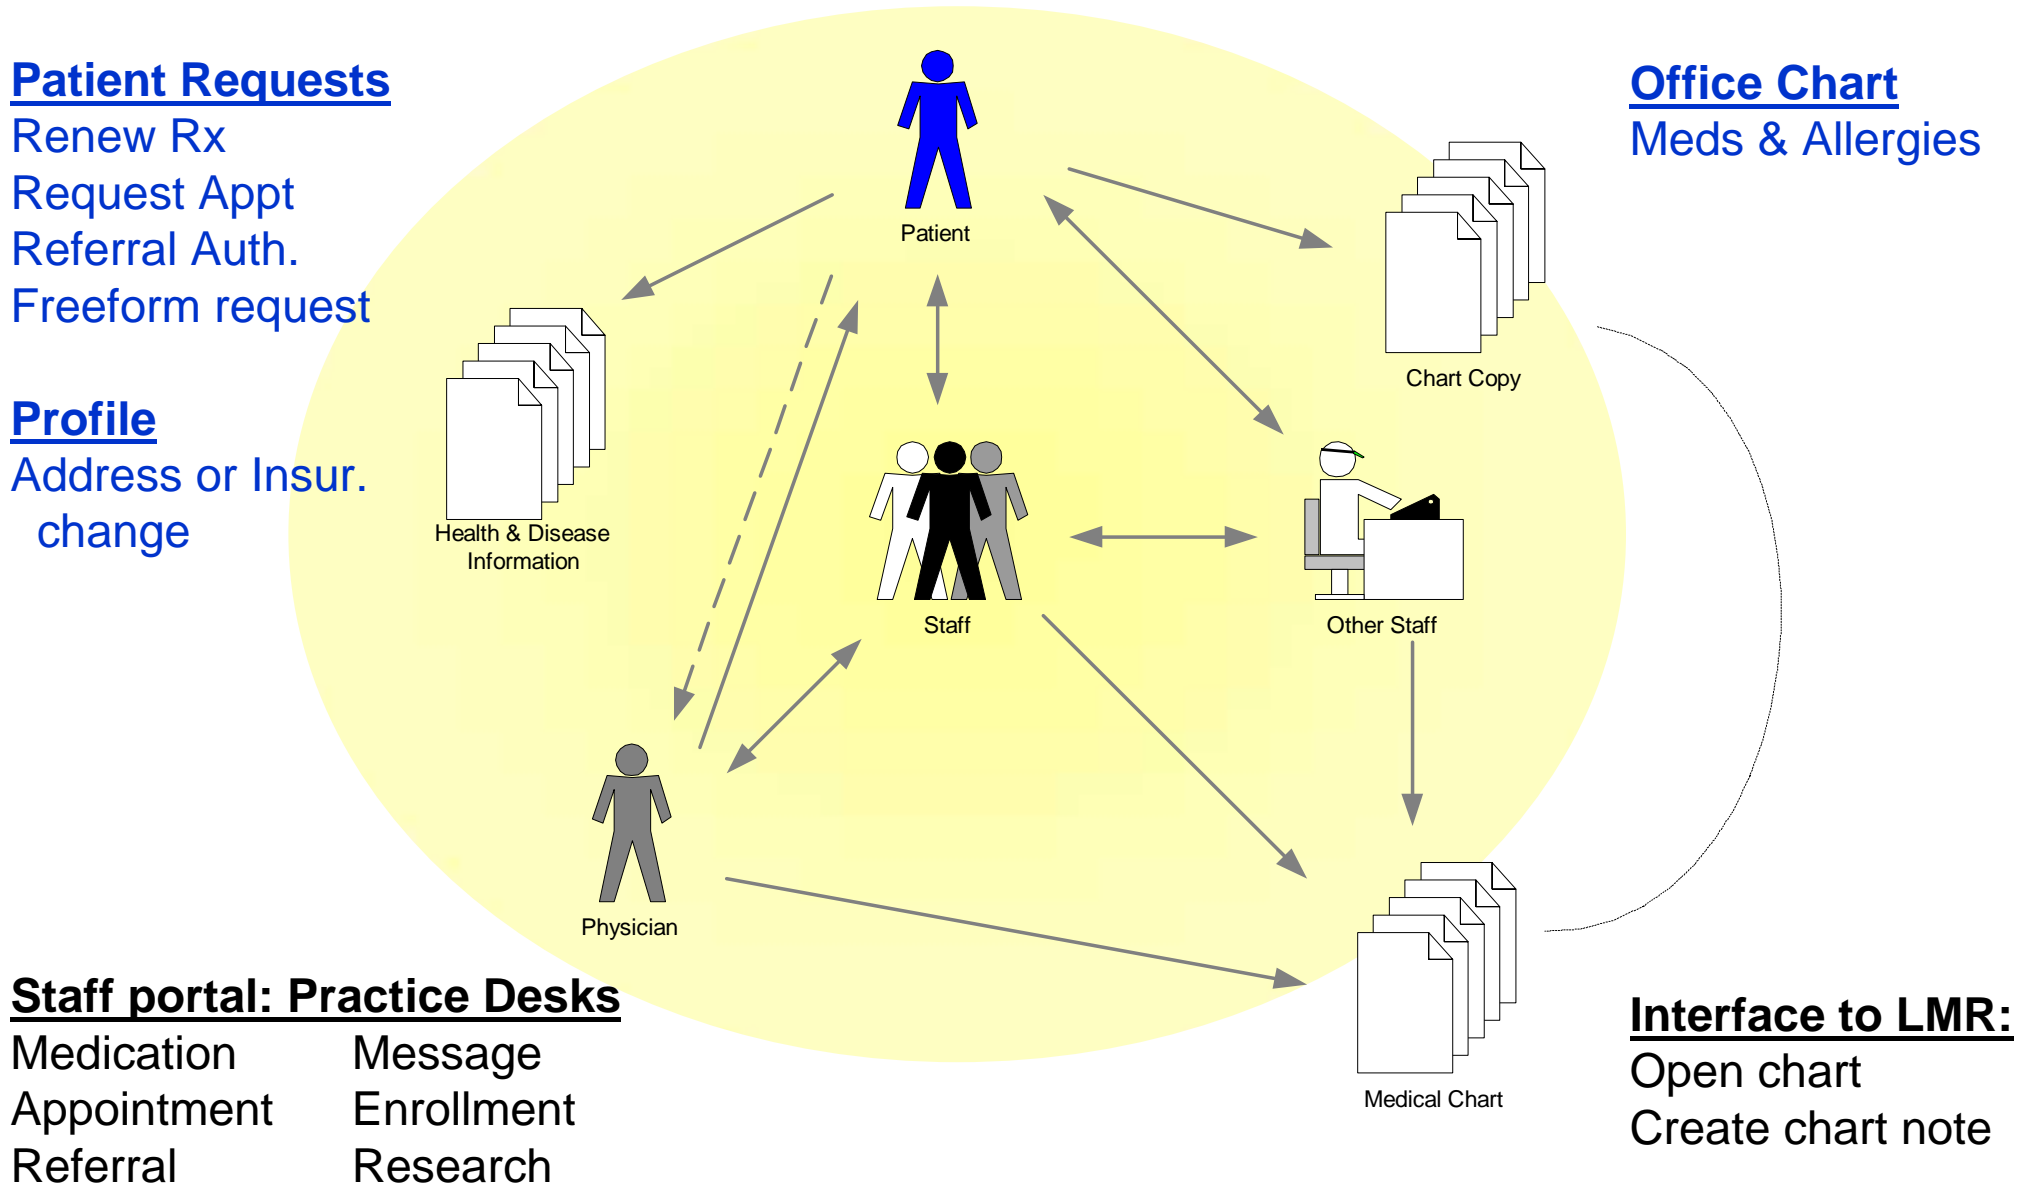 Patient Requests
Renew Rx
Request Appt
Referral Auth.
Freeform request
Profile
Address or Insur.
change
Office Chart
Meds & Allergies
Patient
Chart Copy
Health & Disease
Information
Staff
Other Staff
Physician
Medical Chart
Staff portal: Practice Desks
Medication Message
Appointment Enrollment
Referral Research
Interface to LMR:
Open chart
Create chart note